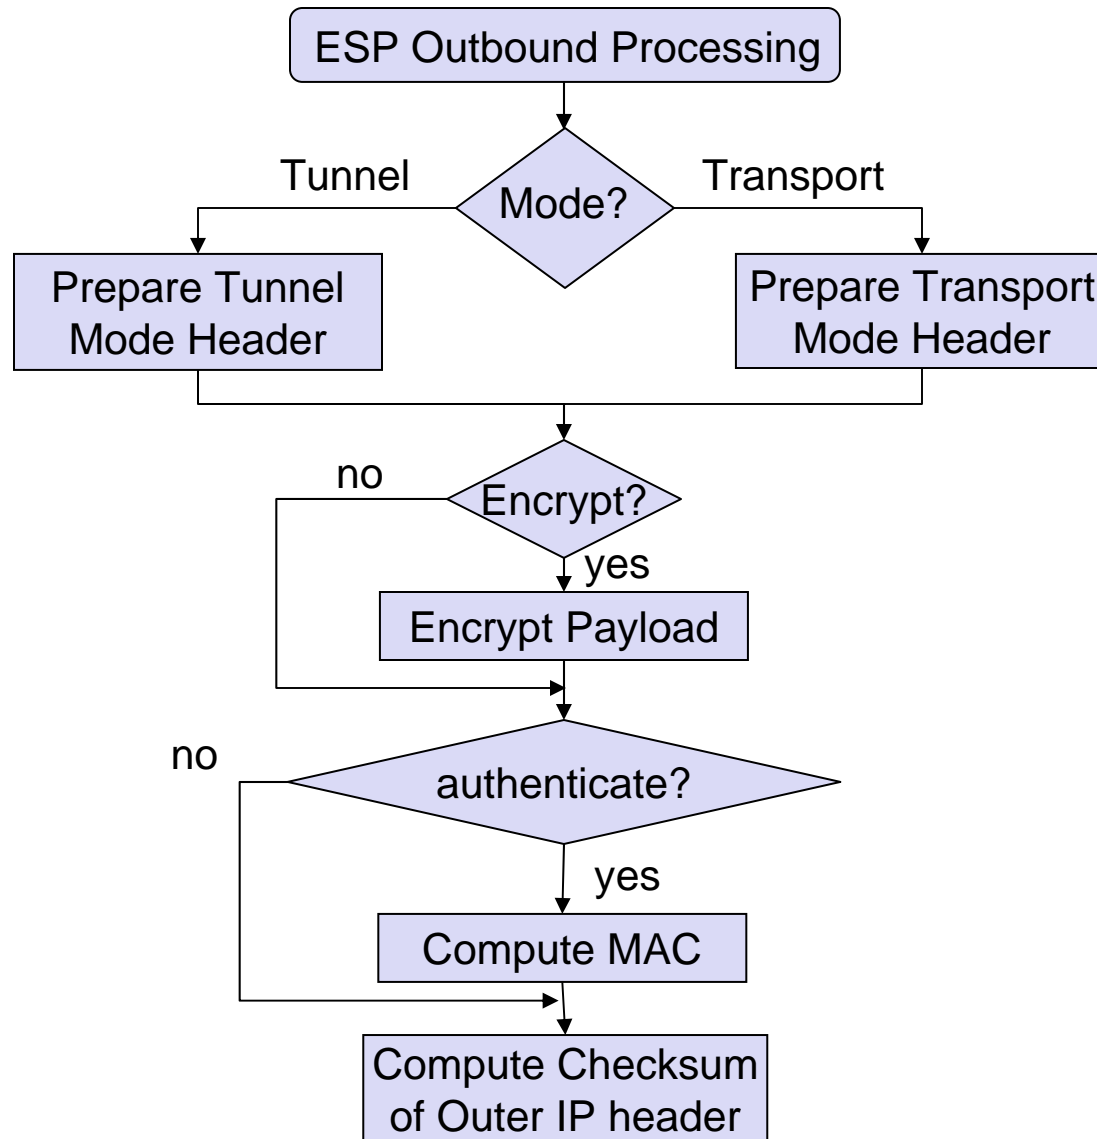 ESP Outbound Processing
Tunnel
Transport
Mode?
Prepare Tunnel
Mode Header
Prepare Transport
Mode Header
no
Encrypt?
yes
Encrypt Payload
no
authenticate?
yes
Compute MAC
Compute Checksum
of Outer IP header